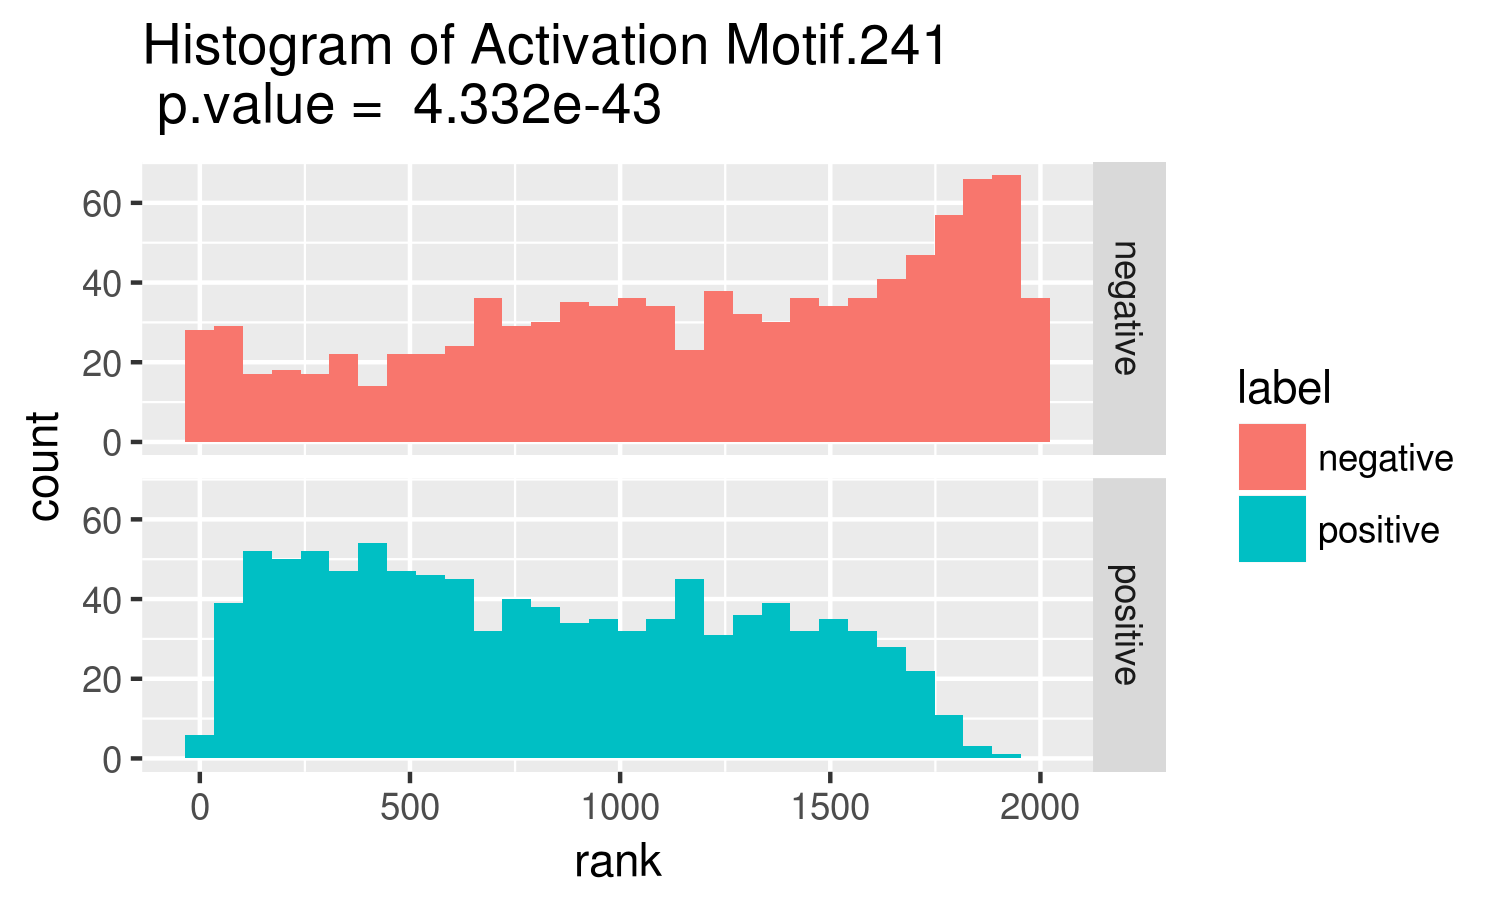 Histogram of Activation Motif.241
p.value = 4.332e-43
60
40
20
0
negative
60
40
20
0
positive
count
0 500 1000 1500 2000
rank
label
negative
positive